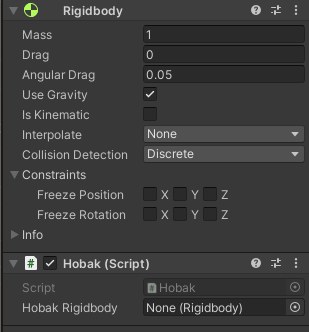 Rigidbody
Mass 1
Drag 0
Angular Drag 0.05
Use Gravity
Is Kinematic
Interpolate None
Collision Detection Discrete
Constraints
Freeze Position X Y Z
Freeze Rotation X Y Z
Info
# Hobak (Script)
Script Hobak
Hobak Rigidbody None (Rigidbody)